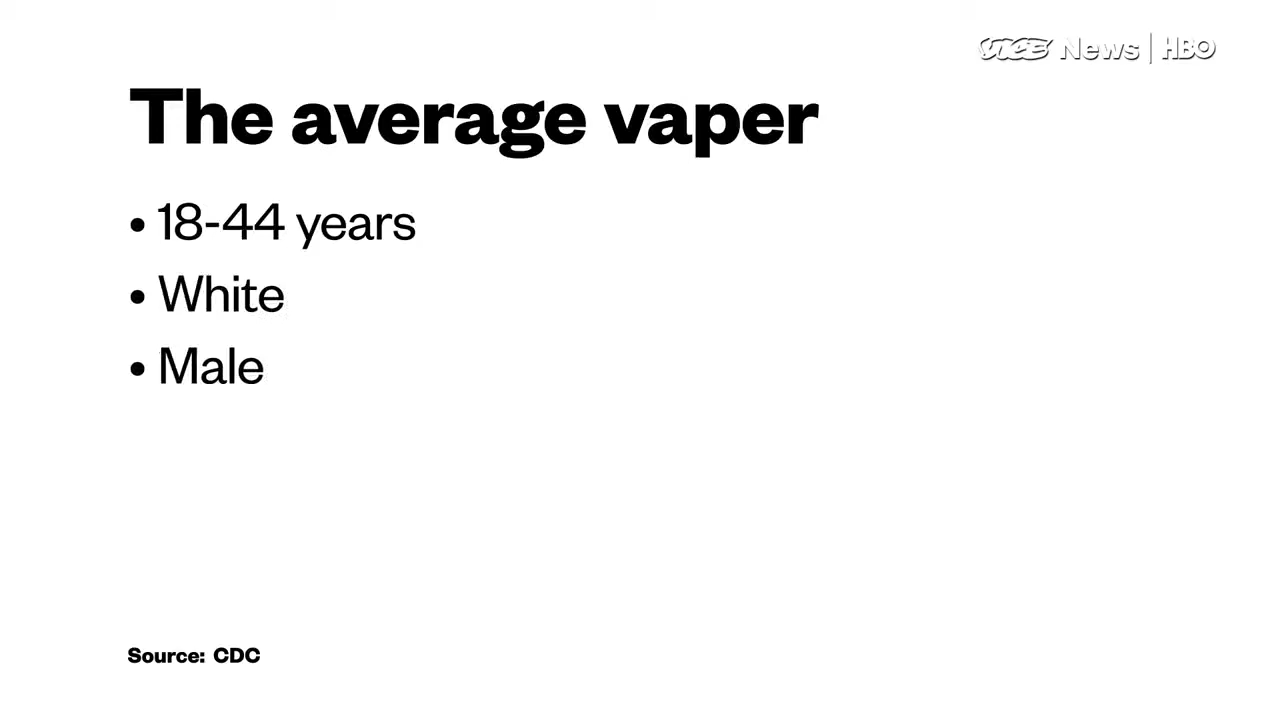 VICE News | HBO
The average vaper
• 18-44 years
• White
• Male
Source: CDC